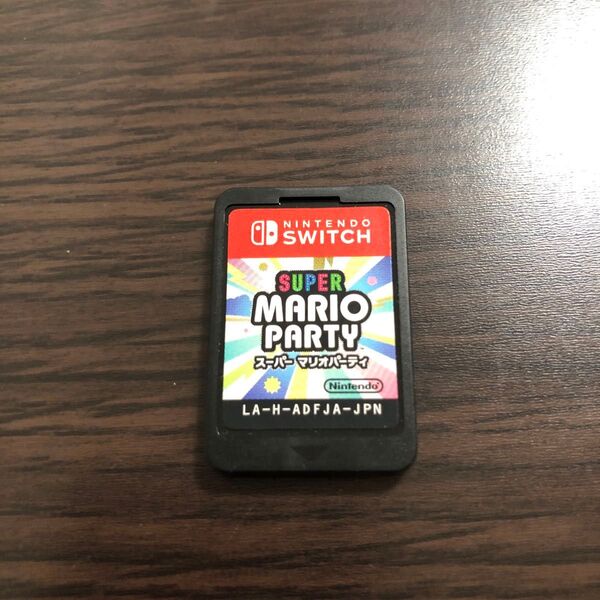 NINTENDO
SWITCH
SUPER
MARIO
PARTY
スーパー マリオパーティ
Nintendo
LA-H-ADFJA-JPN